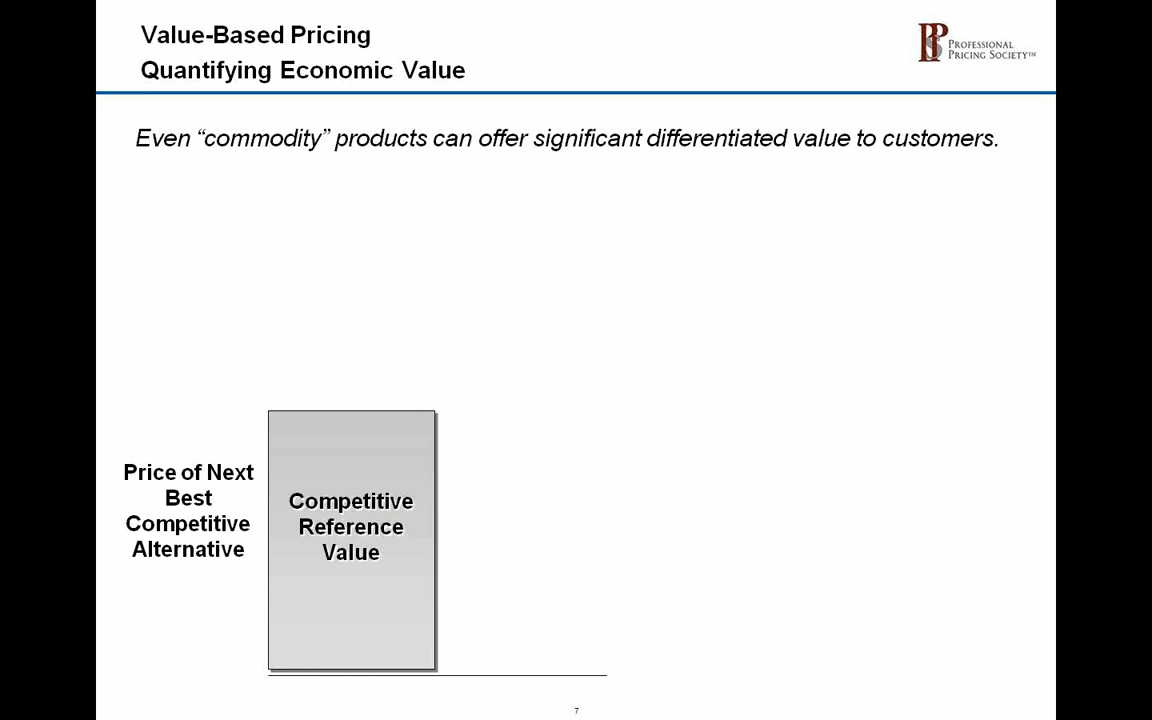 Value-Based Pricing
Quantifying Economic Value
PPS
PROFESSIONAL
PRICING SOCIETY™
Even “commodity” products can offer significant differentiated value to customers.
Price of Next
Best
Competitive
Alternative
Competitive
Reference
Value
7